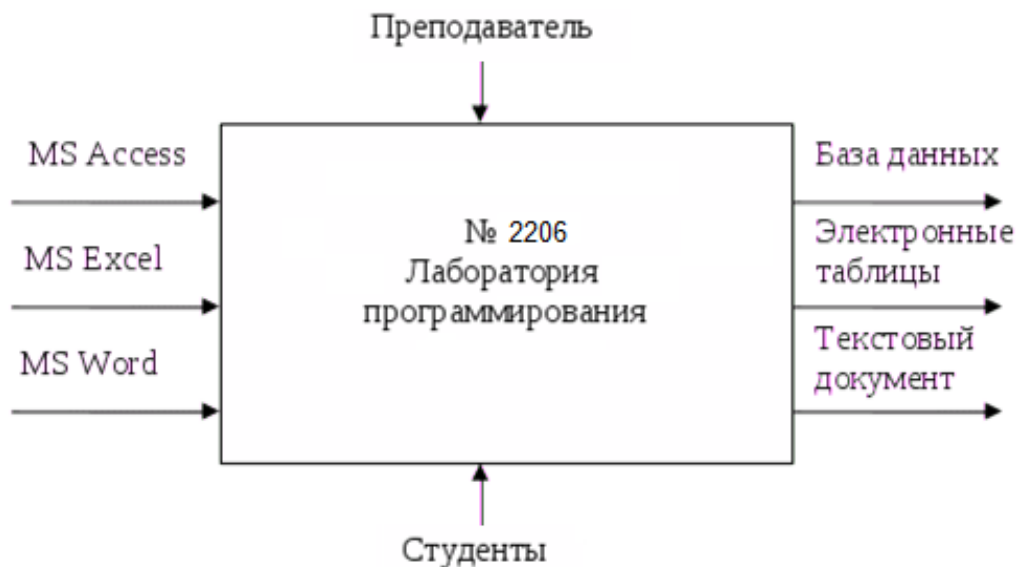 Преподаватель
MS Access
База данных
№ 2206
Лаборатория
программирования
MS Excel
Электронные
таблицы
MS Word
Текстовый
документ
Студенты